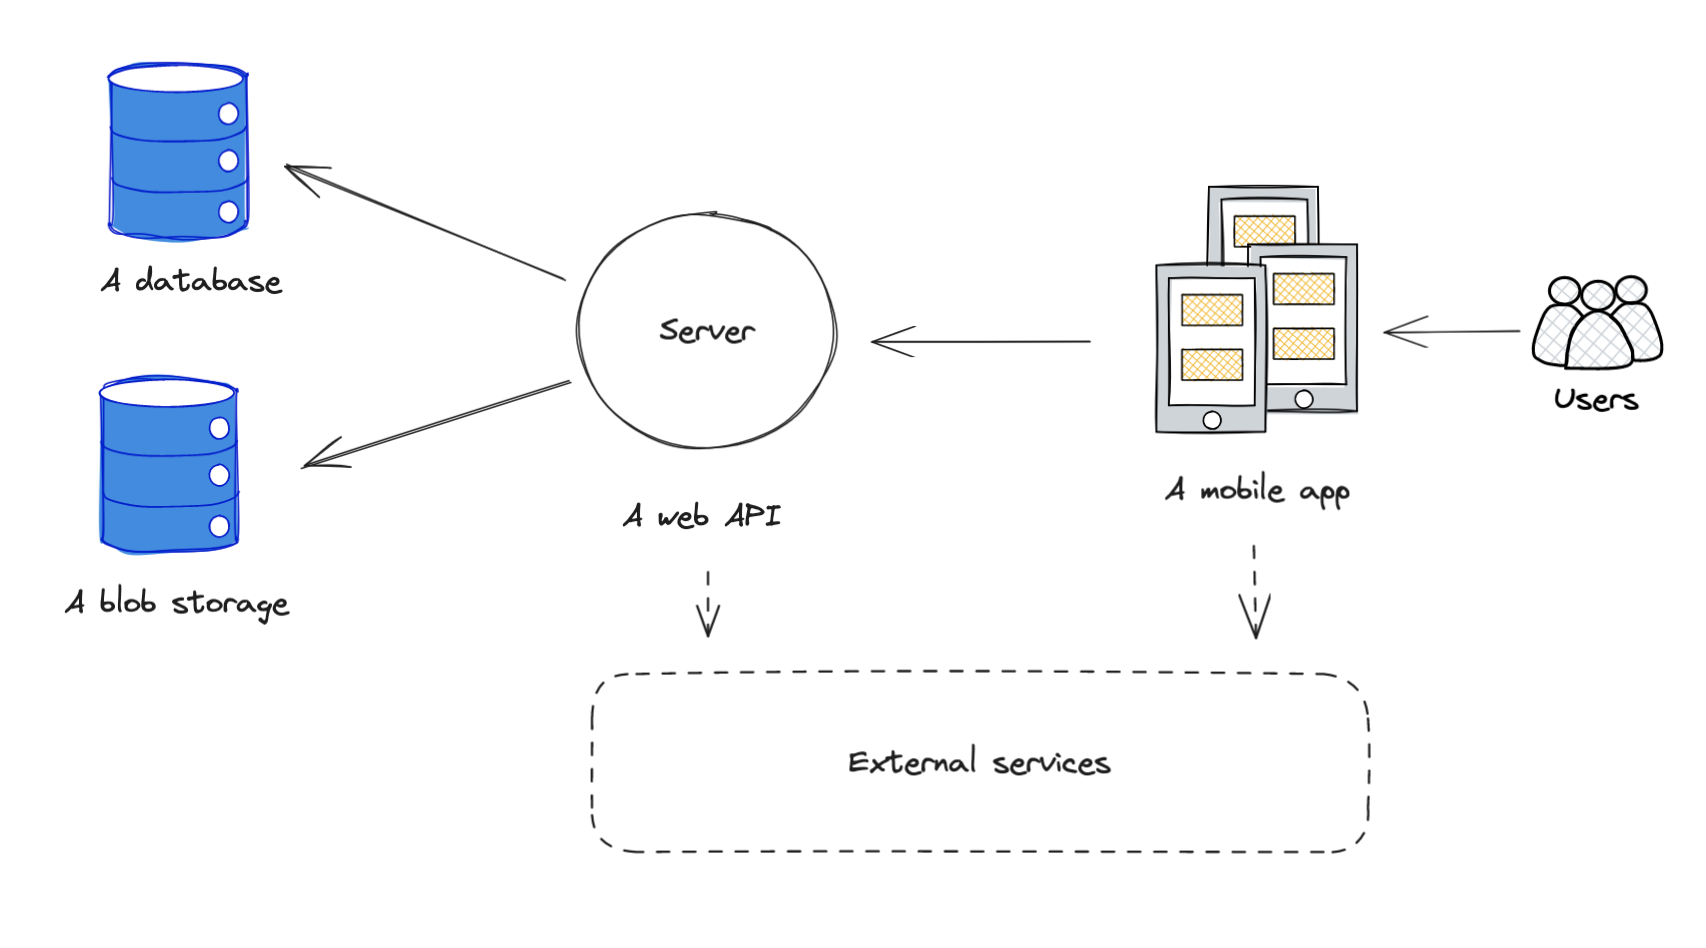 A database
Server
Users
A mobile app
A web API
A blob storage
External services